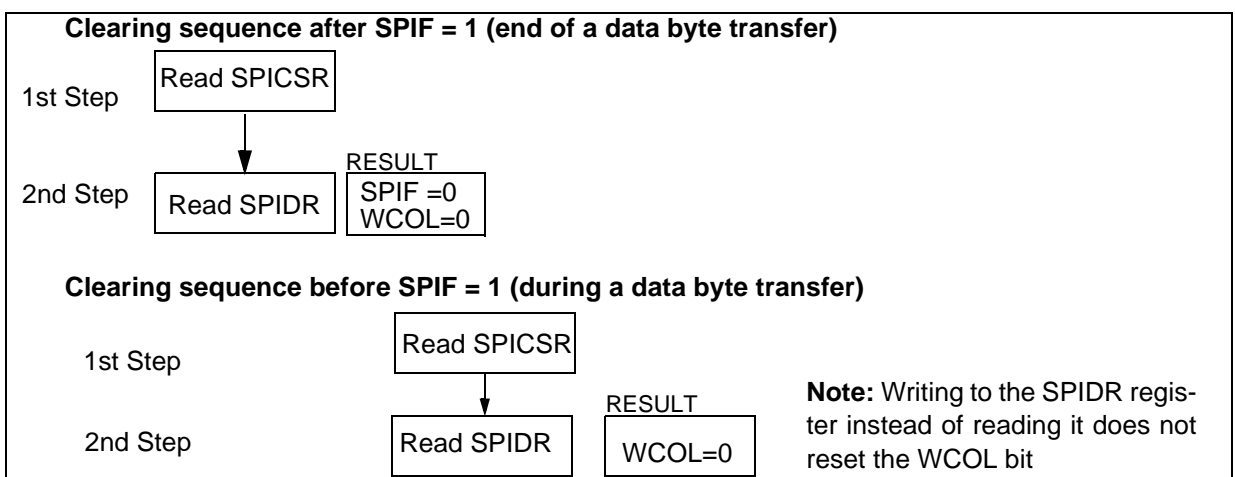 Clearing sequence after SPIF = 1 (end of a data byte transfer)
1st Step
Read SPICSR
RESULT
2nd Step
Read SPIDR
SPIF =0
WCOL=0
Clearing sequence before SPIF = 1 (during a data byte transfer)
1st Step
Read SPICSR
RESULT
2nd Step
Read SPIDR
WCOL=0
Note: Writing to the SPIDR regis-
ter instead of reading it does not
reset the WCOL bit